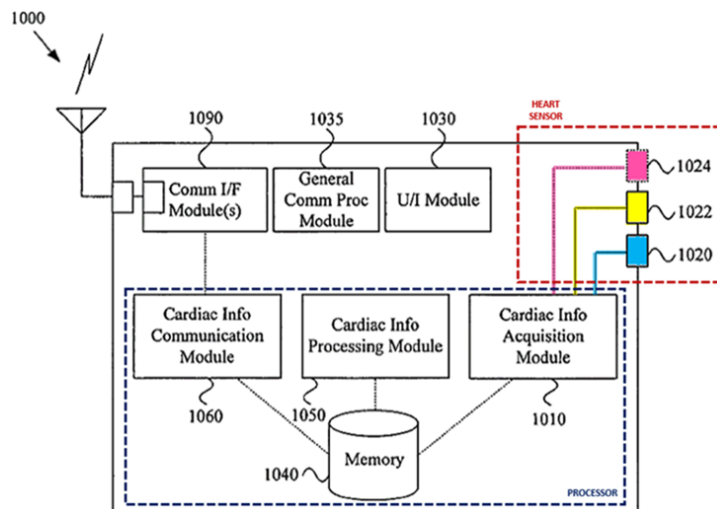 1000
HEART
SENSOR
1090
1035
1030
1024
Comm I/F
Module(s)
General
Comm Proc
Module
U/I Module
1022
1020
Cardiac Info
Communication
Module
Cardiac Info
Processing Module
Cardiac Info
Acquisition
Module
1060
1050
1010
Memory
1040
PROCESSOR